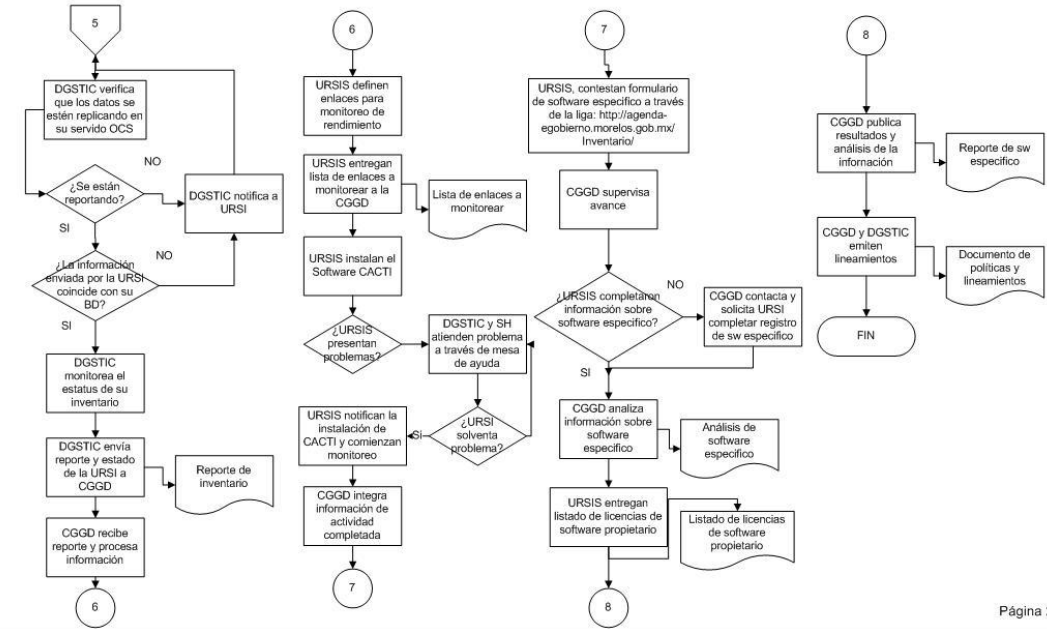 5
DGSTIC verifica
que los datos se
estén replicando en
su servido OCS
¿Se están
reportando?
NO
SI
DGSTIC notifica a
URSI
¿La información
enviada por la URSI
coincide con su
BD?
NO
SI
DGSTIC
monitorea el
estatus de su
inventario
DGSTIC envía
reporte y estado
de la URSI a
CGGD
Reporte de
inventario
CGGD recibe
reporte y procesa
información
6
6
URSIS definen
enlaces para
monitoreo de
rendimiento
URSIS entregan
lista de enlaces a
monitorear a la
CGGD
Lista de enlaces a
monitorear
URSIS instalan el
Software CACTI
¿URSIS
presentan
problemas?
DGSTIC y SH
atienden problema
a través de mesa
de ayuda
¿URSI
solventa
problema?
Si
URSIS notifican la
instalación de
CACTI y comienzan
monitoreo
CGGD integra
información de
actividad
completada
7
7
URSIS, contestan formulario
de software especifico a través
de la liga: http://agenda-
egobierno.morelos.gob.mx/
Inventario/
CGGD supervisa
avance
¿URSIS completaron
información sobre
software especifico?
NO
SI
CGGD contacta y
solicita URSI
completar registro
de sw especifico
CGGD analiza
información sobre
software
especifico
Análisis de
software
especifico
URSIS entregan
listado de licencias de
software propietario
Listado de licencias
de software
propietario
8
8
CGGD publica
resultados y
análisis de la
infornación
Reporte de sw
especifico
CGGD y DGSTIC
emiten
lineamientos
Documento de
políticas y
lineamientos
FIN
Página